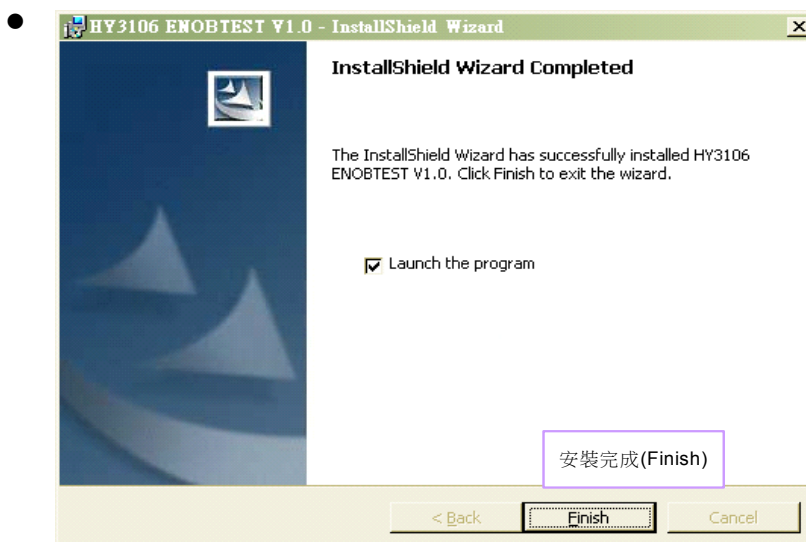 HY3106 ENOBTEST V1.0 - InstallShield Wizard
InstallShield Wizard Completed
The InstallShield Wizard has successfully installed HY3106
ENOBTEST V1.0. Click Finish to exit the wizard.
Launch the program
安裝完成(Finish)
< Back
Finish
Cancel